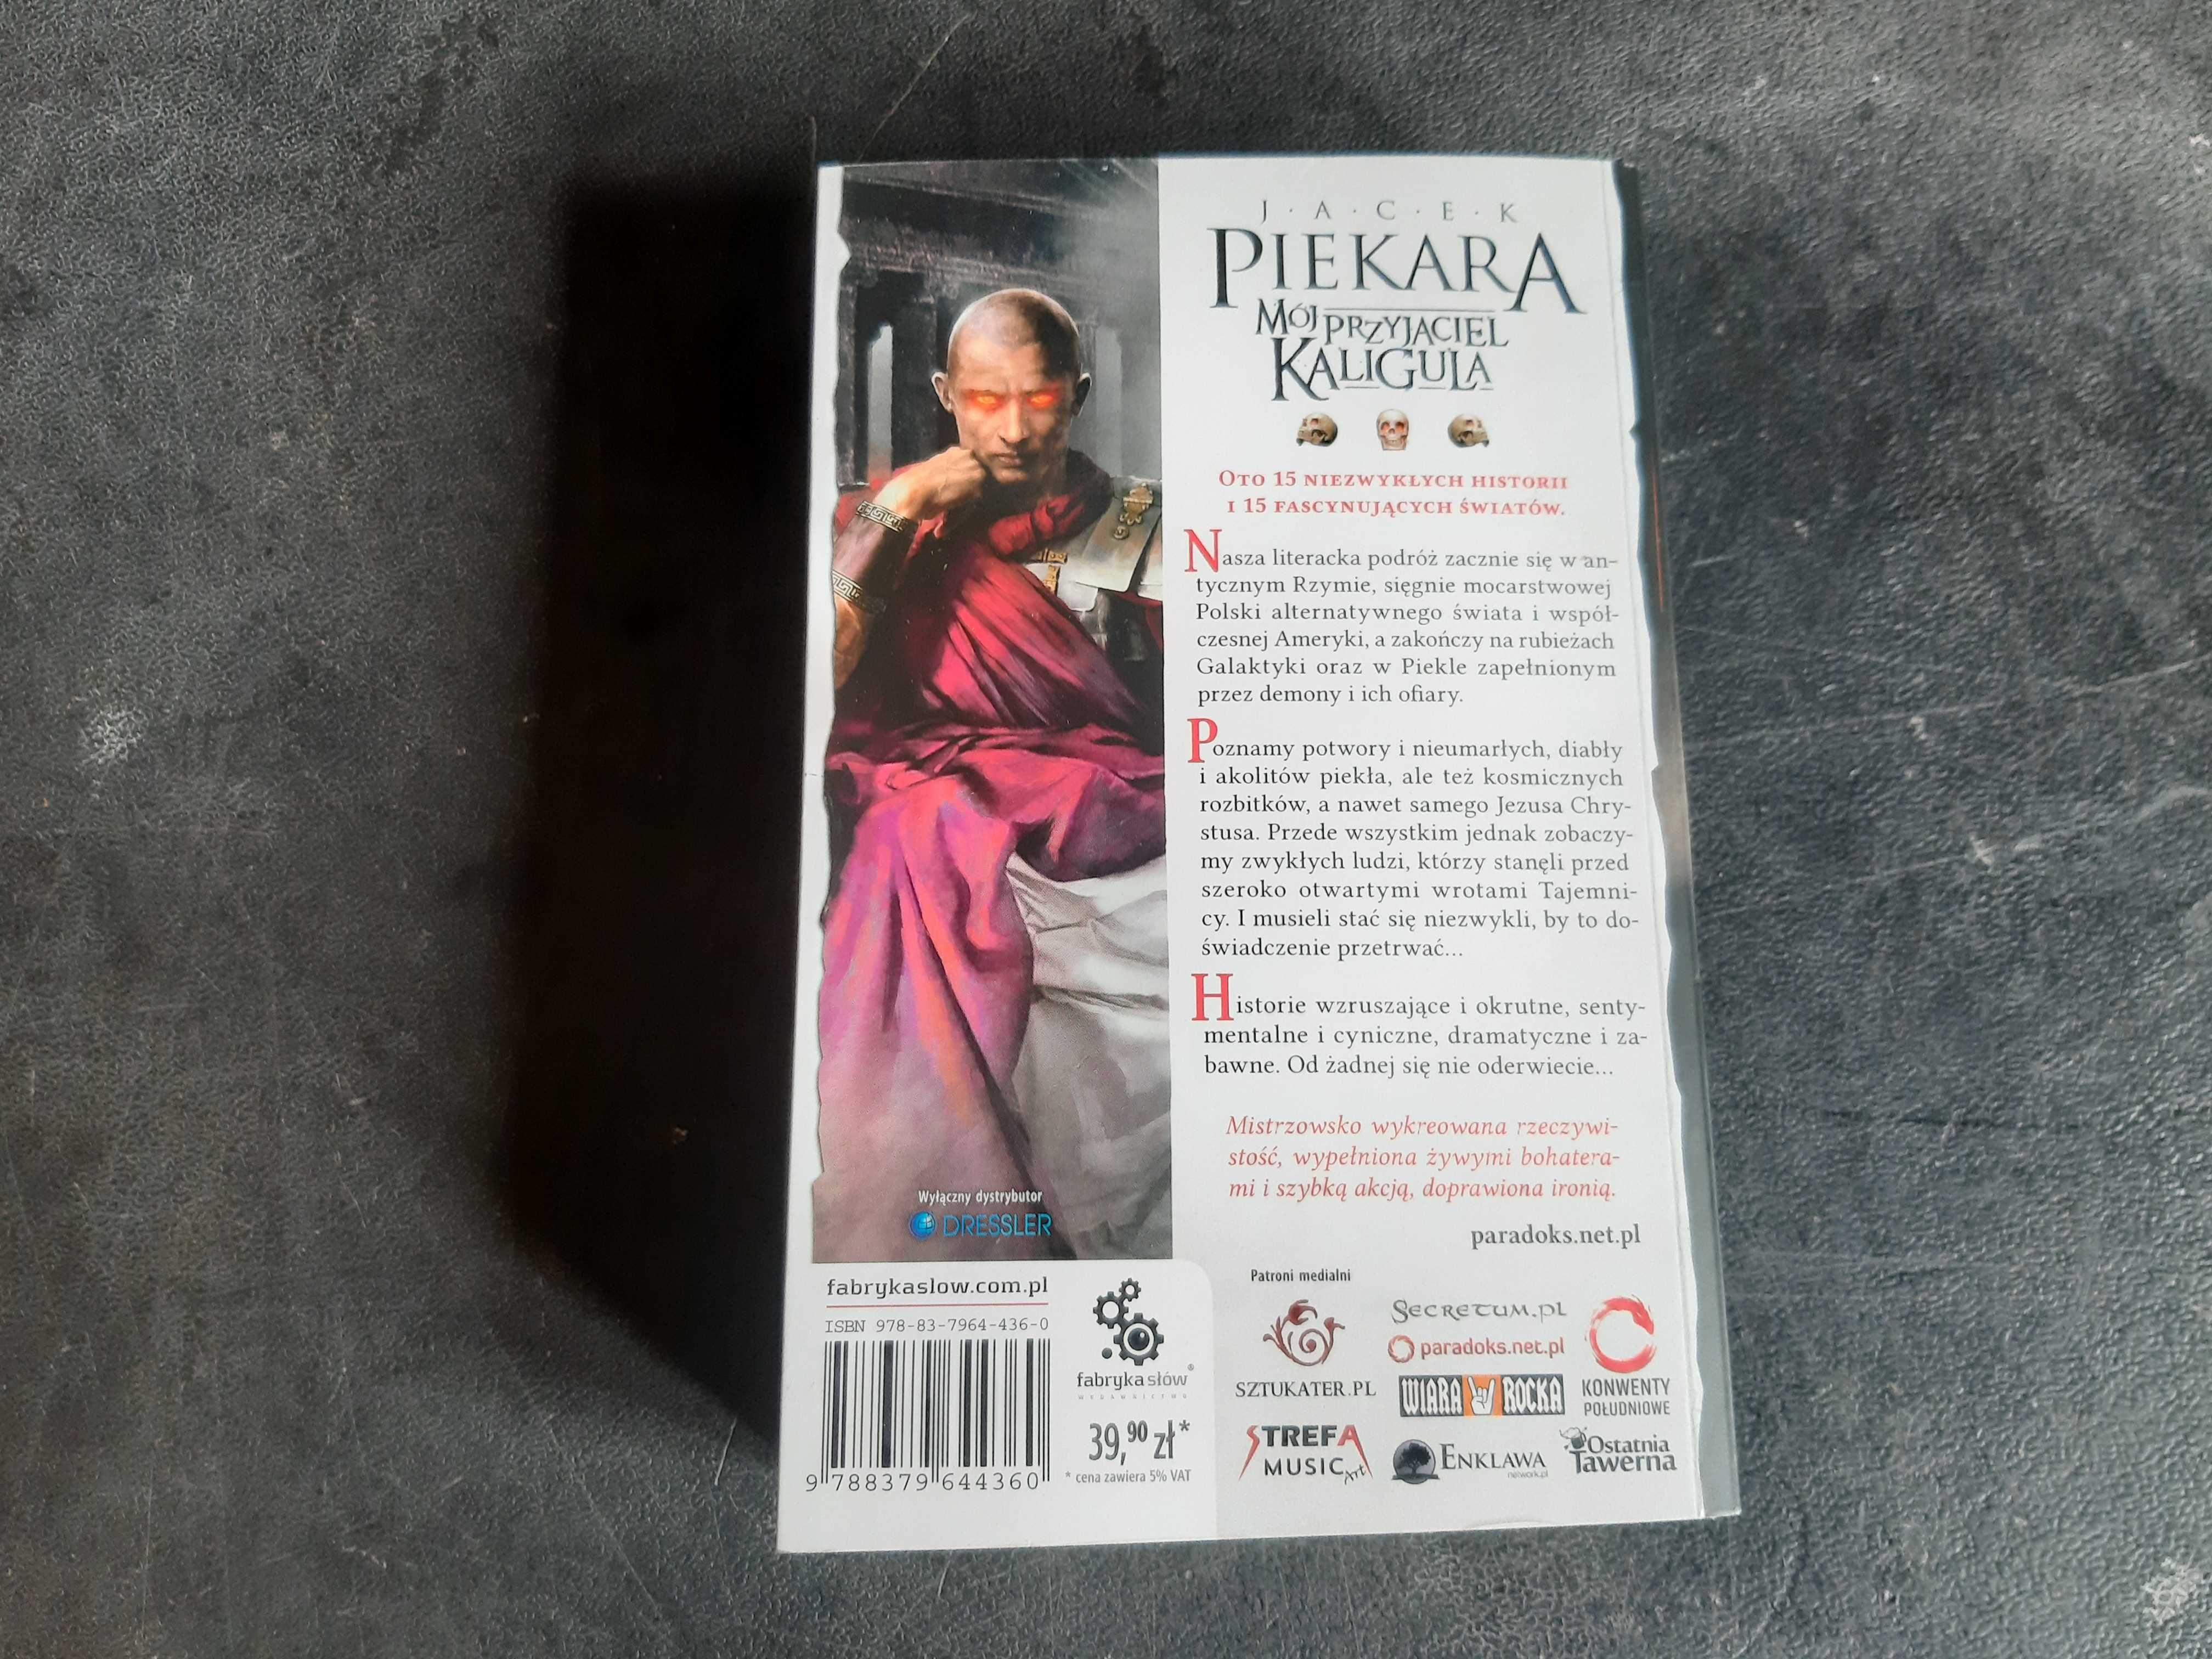 J·A·C·E·K
PIEKARA
MÓJ PRZYJACIEL
KALIGULA
OTO 15 NIEZWYKŁYCH HISTORII
I 15 FASCYNUJĄCYCH ŚWIATÓW.
Nasza literacka podróż zacznie się w an-
tycznym Rzymie, sięgnie mocarstwowej
Polski alternatywnego świata i współ-
czesnej Ameryki, a zakończy na rubieżach
Galaktyki oraz w Piekle zapełnionym
przez demony i ich ofiary.
Poznamy potwory i nieumarłych, diabły
i akolitów piekła, ale też kosmicznych
rozbitków, a nawet samego Jezusa Chry-
stusa. Przede wszystkim jednak zobaczy-
my zwykłych ludzi, którzy stanęli przed
szeroko otwartymi wrotami Tajemni-
cy. I musieli stać się niezwykli, by to do-
świadczenie przetrwać...
Historie wzruszające i okrutne, senty-
mentalne i cyniczne, dramatyczne i za-
bawne. Od żadnej się nie oderwiecie...
Mistrzowsko wykreowana rzeczywi-
stość, wypełniona żywymi bohatera-
mi i szybką akcją, doprawiona ironią.
paradoks.net.pl
Wyłączny dystrybutor
DRESSLER
fabrykaslow.com.pl
ISBN 978-83-7964-436-0
9 788379 644360
fabryka słów®
WYDAWNICTWO
39,90 zł*
* cena zawiera 5% VAT
Patroni medialni
SZTUKATER.PL
SECRETUM.PL
paradoks.net.pl
WIARA ROCKA
KONWENTY
POŁUDNIOWE
STREFA
MUSIC Art
ENKLAWA
network.pl
Ostatnia
Tawerna